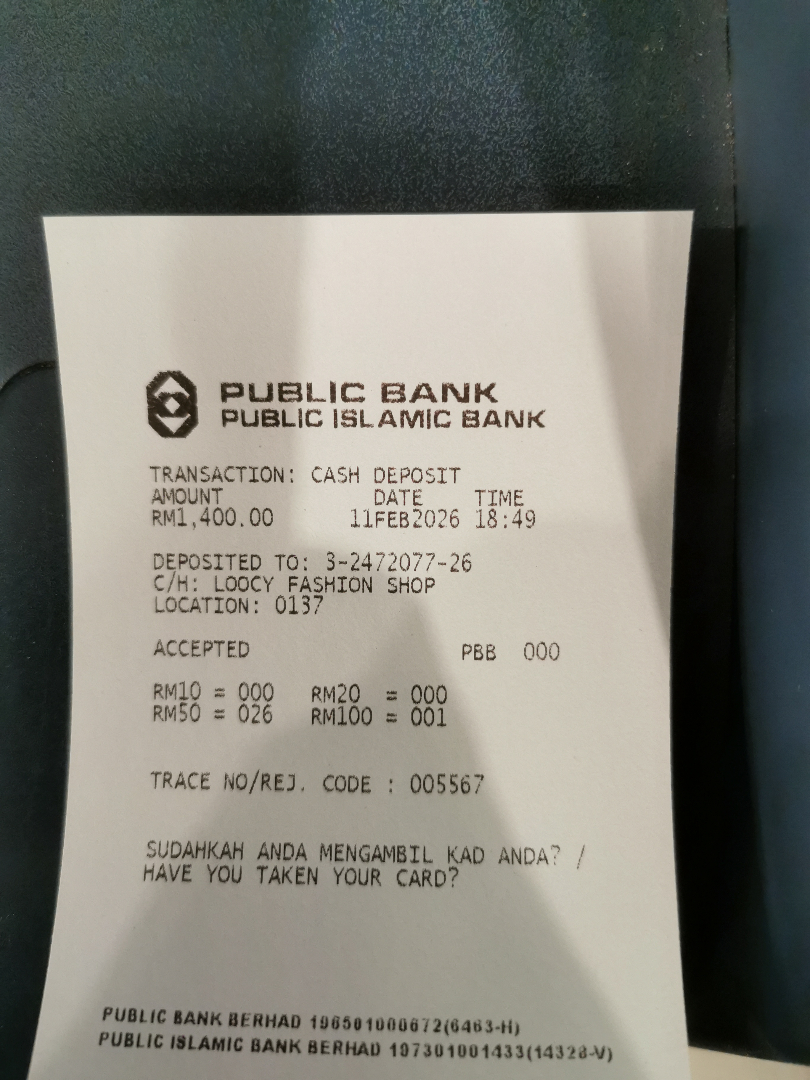 PUBLIC BANK
PUBLIC ISLAMIC BANK
TRANSACTION: CASH DEPOSIT
AMOUNT DATE TIME
RM1,400.00 11FEB2026 18:49
DEPOSITED TO: 3-2472077-26
C/H: LOOCY FASHION SHOP
LOCATION: 0137
ACCEPTED PBB 000
RM10 = 000 RM20 = 000
RM50 = 026 RM100 = 001
TRACE NO/REJ. CODE : 005567
SUDAHKAH ANDA MENGAMBIL KAD ANDA? /
HAVE YOU TAKEN YOUR CARD?
PUBLIC BANK BERHAD 196501000672(6463-H)
PUBLIC ISLAMIC BANK BERHAD 197301001433(14328-V)